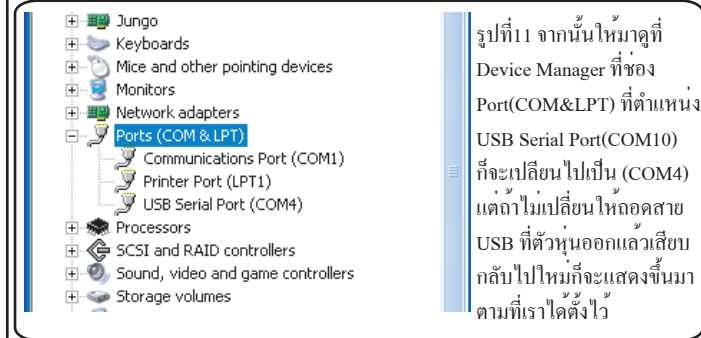 Jungo
Keyboards
Mice and other pointing devices
Monitors
Network adapters
Ports (COM & LPT)
Communications Port (COM1)
Printer Port (LPT1)
USB Serial Port (COM4)
Processors
SCSI and RAID controllers
Sound, video and game controllers
Storage volumes
รูปที่11 จากนั้นให้มาดูที่
Device Manager ที่ช่อง
Port(COM&LPT) ที่ตำแหน่ง
USB Serial Port(COM10)
ก็จะเปลียนไปเป็น (COM4)
แต่ถ้าไม่เปลี่ยนให้ถอดสาย
USB ที่ตัวหุ่นออกแล้วเสียบ
กลับไปใหม่ก็จะแสดงขึ้นมา
ตามที่เราได้ตั้งไว้